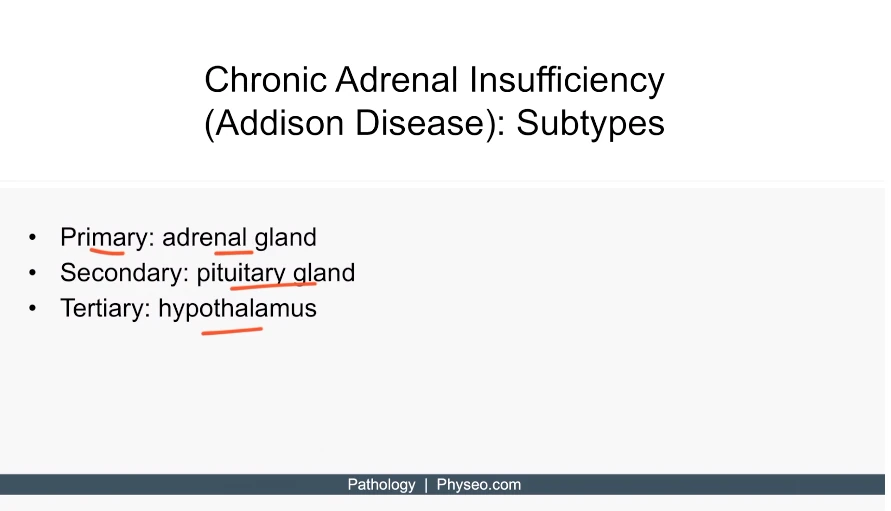 Chronic Adrenal Insufficiency
(Addison Disease): Subtypes
• Primary: adrenal gland
• Secondary: pituitary gland
• Tertiary: hypothalamus
Pathology | Physeo.com